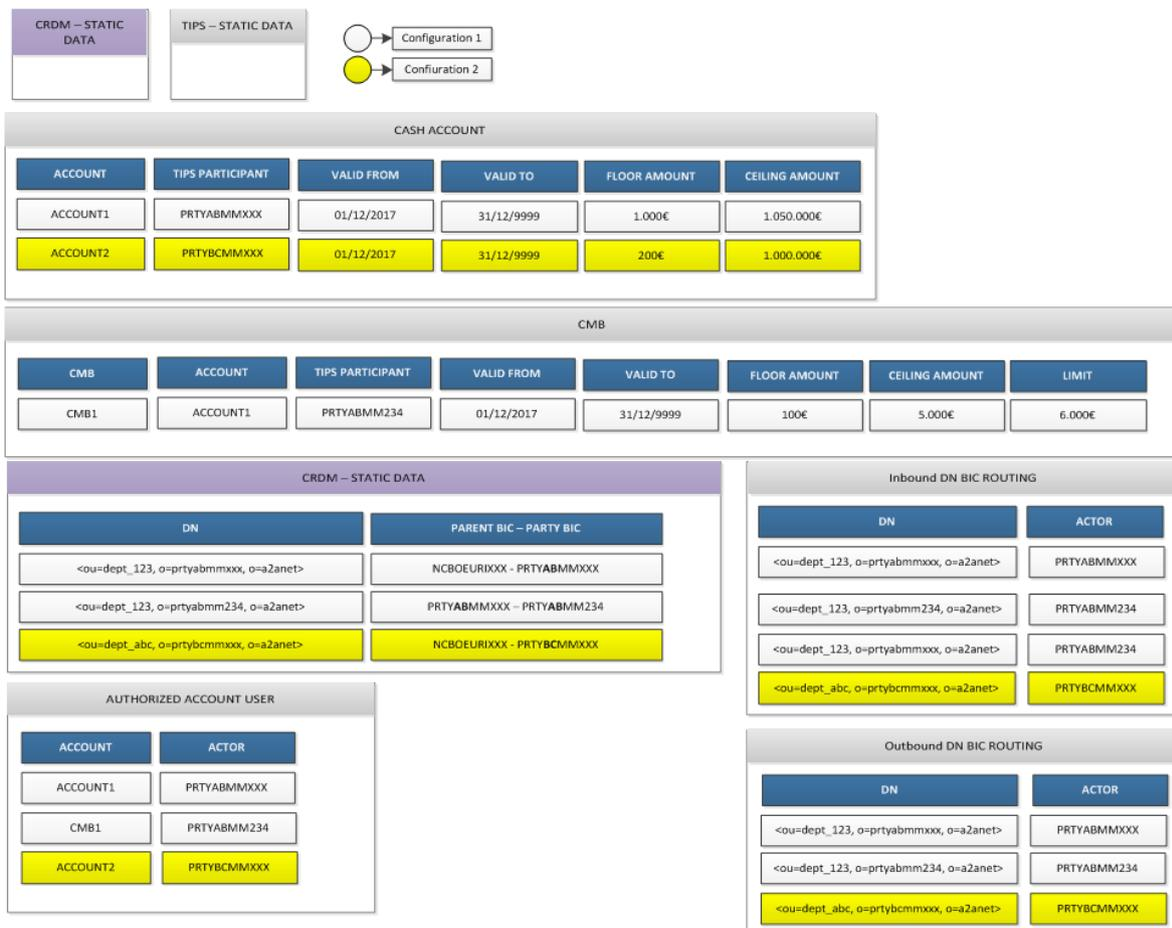 CRDM – STATIC
DATA
TIPS – STATIC DATA
Configuration 1
Confiuration 2
CASH ACCOUNT
ACCOUNT TIPS PARTICIPANT VALID FROM VALID TO FLOOR AMOUNT CEILING AMOUNT
ACCOUNT1 PRTYABMMXXX 01/12/2017 31/12/9999 1.000€ 1.050.000€
ACCOUNT2 PRTYBCMMXXX 01/12/2017 31/12/9999 200€ 1.000.000€
CMB
CMB ACCOUNT TIPS PARTICIPANT VALID FROM VALID TO FLOOR AMOUNT CEILING AMOUNT LIMIT
CMB1 ACCOUNT1 PRTYABMM234 01/12/2017 31/12/9999 100€ 5.000€ 6.000€
CRDM – STATIC DATA
DN PARENT BIC – PARTY BIC
<ou=dept_123, o=prtyabmmxxx, o=a2anet> NCBOEURIXXX - PRTYABMMXXX
<ou=dept_123, o=prtyabmm234, o=a2anet> PRTYABMMXXX – PRTYABMM234
<ou=dept_abc, o=prtybcmmxxx, o=a2anet> NCBOEURIXXX - PRTYBCMMXXX
Inbound DN BIC ROUTING
DN ACTOR
<ou=dept_123, o=prtyabmmxxx, o=a2anet> PRTYABMMXXX
<ou=dept_123, o=prtyabmm234, o=a2anet> PRTYABMM234
<ou=dept_123, o=prtyabmmxxx, o=a2anet> PRTYABMM234
<ou=dept_abc, o=prtybcmmxxx, o=a2anet> PRTYBCMMXXX
AUTHORIZED ACCOUNT USER
ACCOUNT ACTOR
ACCOUNT1 PRTYABMMXXX
CMB1 PRTYABMM234
ACCOUNT2 PRTYBCMMXXX
Outbound DN BIC ROUTING
DN ACTOR
<ou=dept_123, o=prtyabmmxxx, o=a2anet> PRTYABMMXXX
<ou=dept_123, o=prtyabmm234, o=a2anet> PRTYABMM234
<ou=dept_abc, o=prtybcmmxxx, o=a2anet> PRTYBCMMXXX